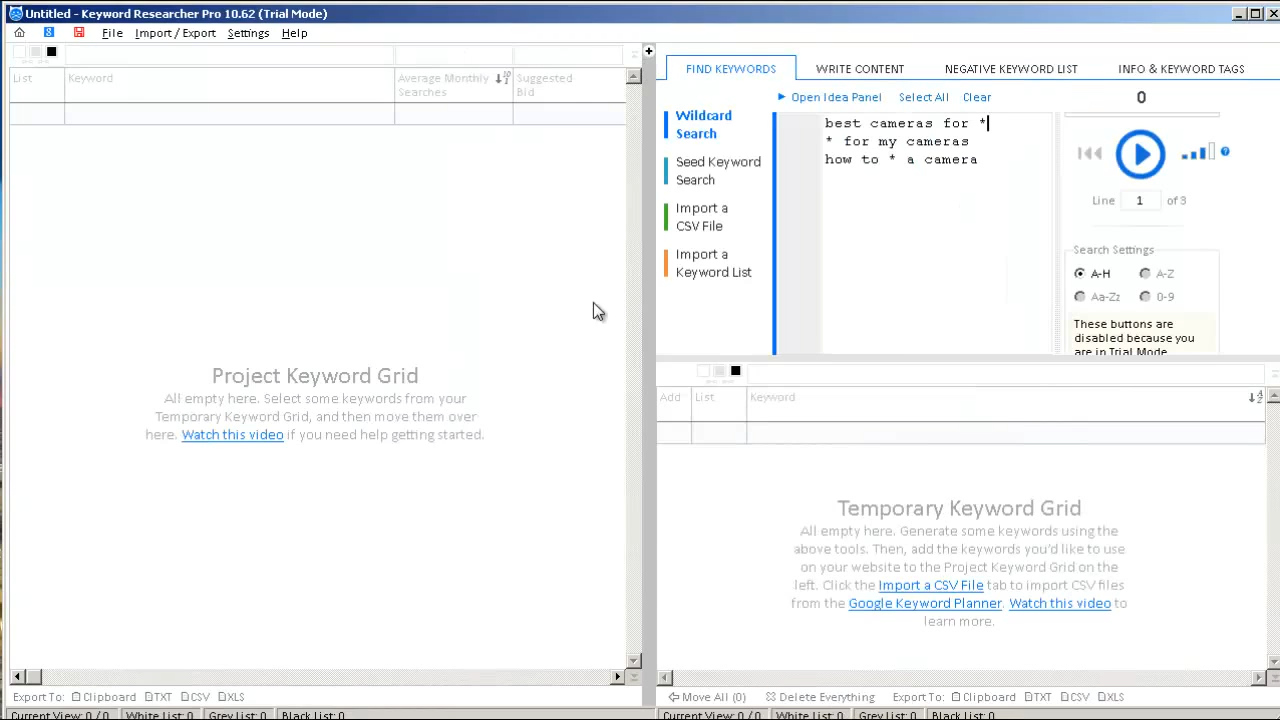 Untitled - Keyword Researcher Pro 10.62 (Trial Mode)
File Import / Export Settings Help
List Keyword Average Monthly Searches Suggested Bid
Project Keyword Grid
All empty here. Select some keywords from your
Temporary Keyword Grid, and then move them over
here. Watch this video if you need help getting started.
Export To: Clipboard TXT CSV XLS
Current View: 0 / 0 White List: 0 Grey List: 0 Black List: 0
FIND KEYWORDS WRITE CONTENT NEGATIVE KEYWORD LIST INFO & KEYWORD TAGS
Open Idea Panel Select All Clear 0
Wildcard
Search
Seed Keyword
Search
Import a
CSV File
Import a
Keyword List
best cameras for *
* for my cameras
how to * a camera
Line 1 of 3
Search Settings
A-H A-Z
Aa-Zz 0-9
These buttons are
disabled because you
are in Trial Mode
Add List Keyword
Temporary Keyword Grid
All empty here. Generate some keywords using the
above tools. Then, add the keywords you'd like to use
on your website to the Project Keyword Grid on the
left. Click the Import a CSV File tab to import CSV files
from the Google Keyword Planner. Watch this video to
learn more.
Move All (0) Delete Everything Export To: Clipboard TXT CSV XLS
Current View: 0 / 0 White List: 0 Grey List: 0 Black List: 0